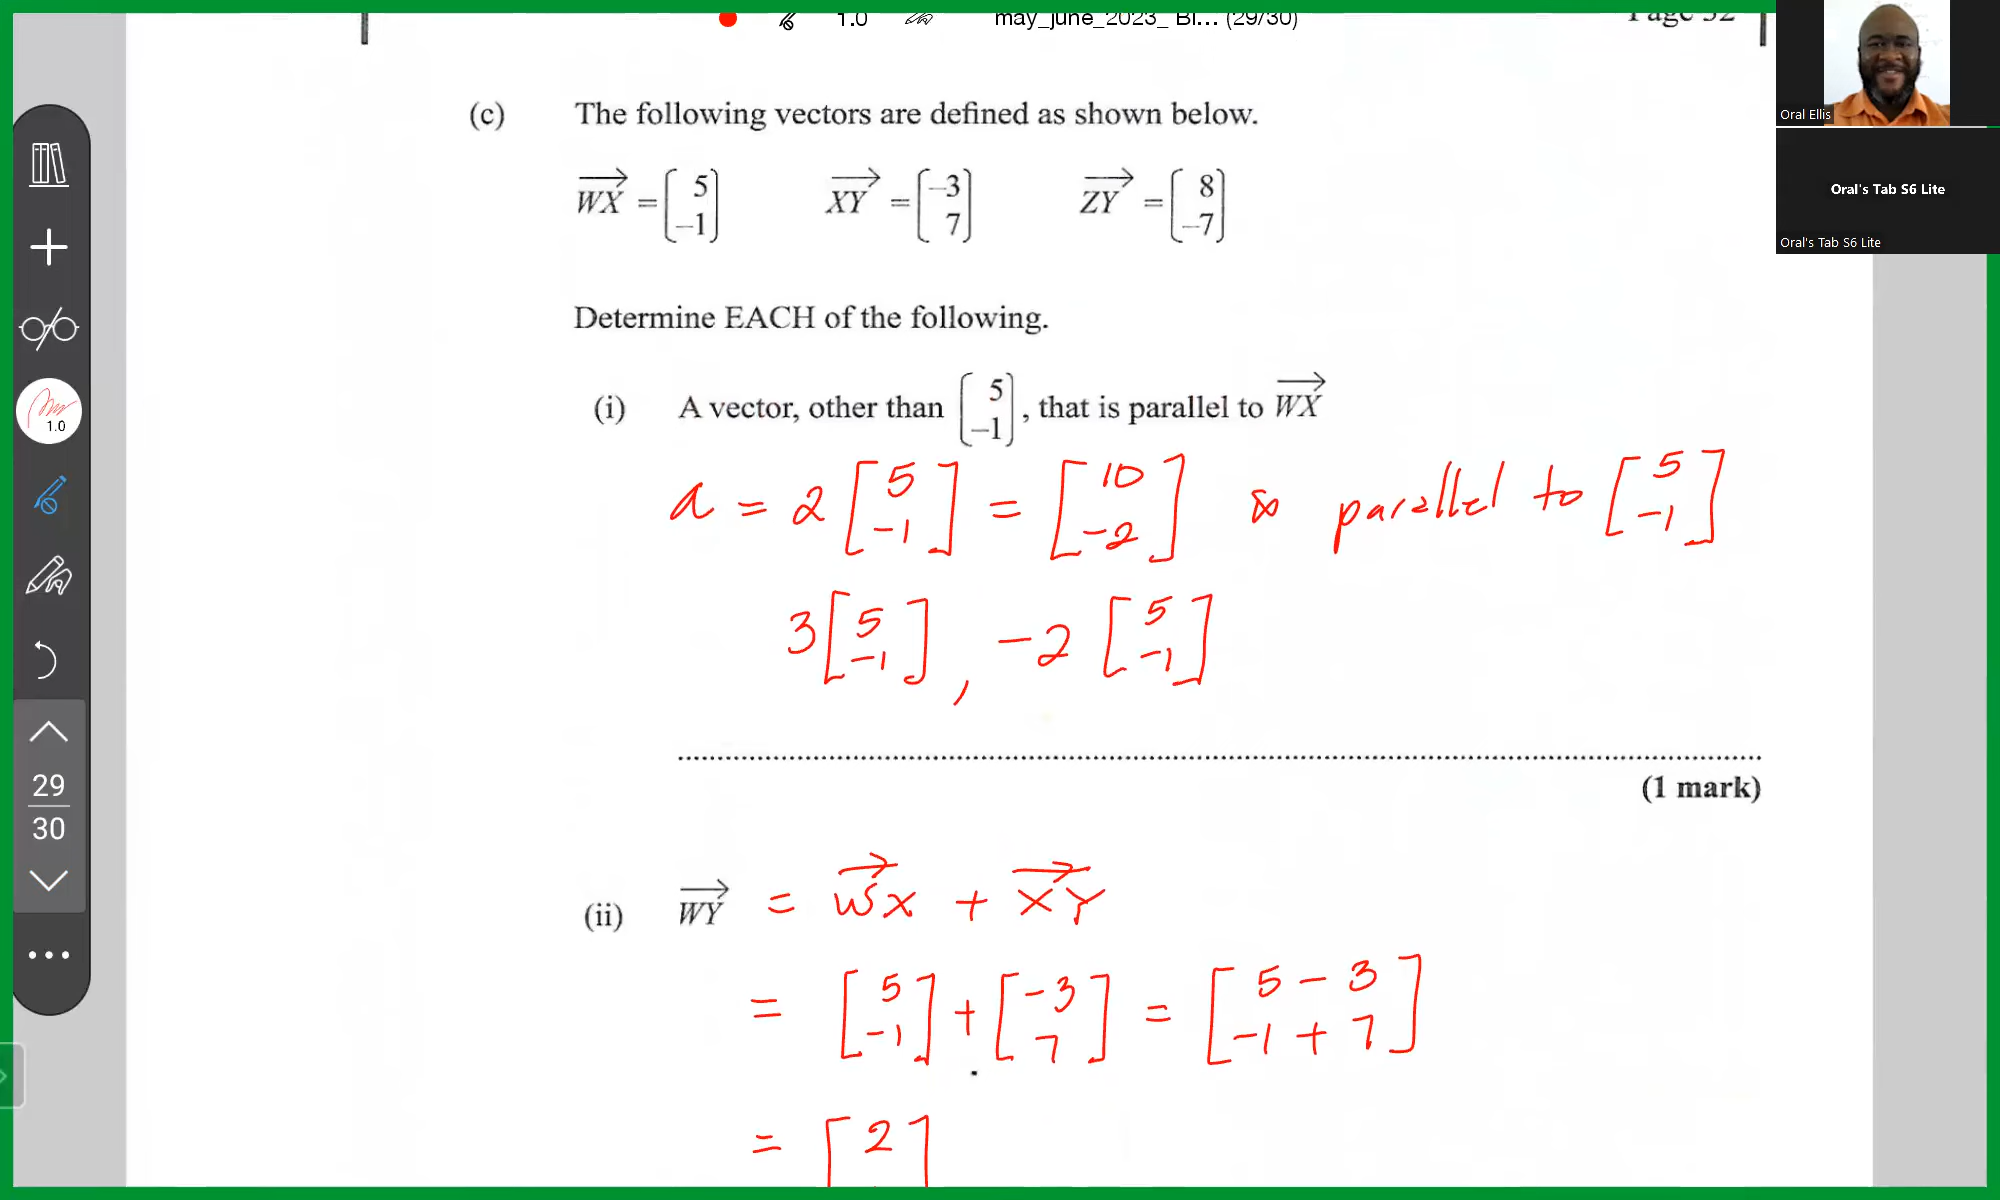 1.0 may_june_2023_ BI... (29/30)
Oral Ellis
Oral's Tab S6 Lite
Oral's Tab S6 Lite
(c) The following vectors are defined as shown below.
WX = [5 -1] XY = [-3 7] ZY = [8 -7]
Determine EACH of the following.
(i) A vector, other than [5 -1], that is parallel to WX
a = 2 [5 -1] = [10 -2] is parallel to [5 -1]
3 [5 -1] , -2 [5 -1]
(1 mark)
(ii) WY = WX + XY
= [5 -1] + [-3 7] = [5 - 3 -1 + 7]
= [2
1.0
29
30